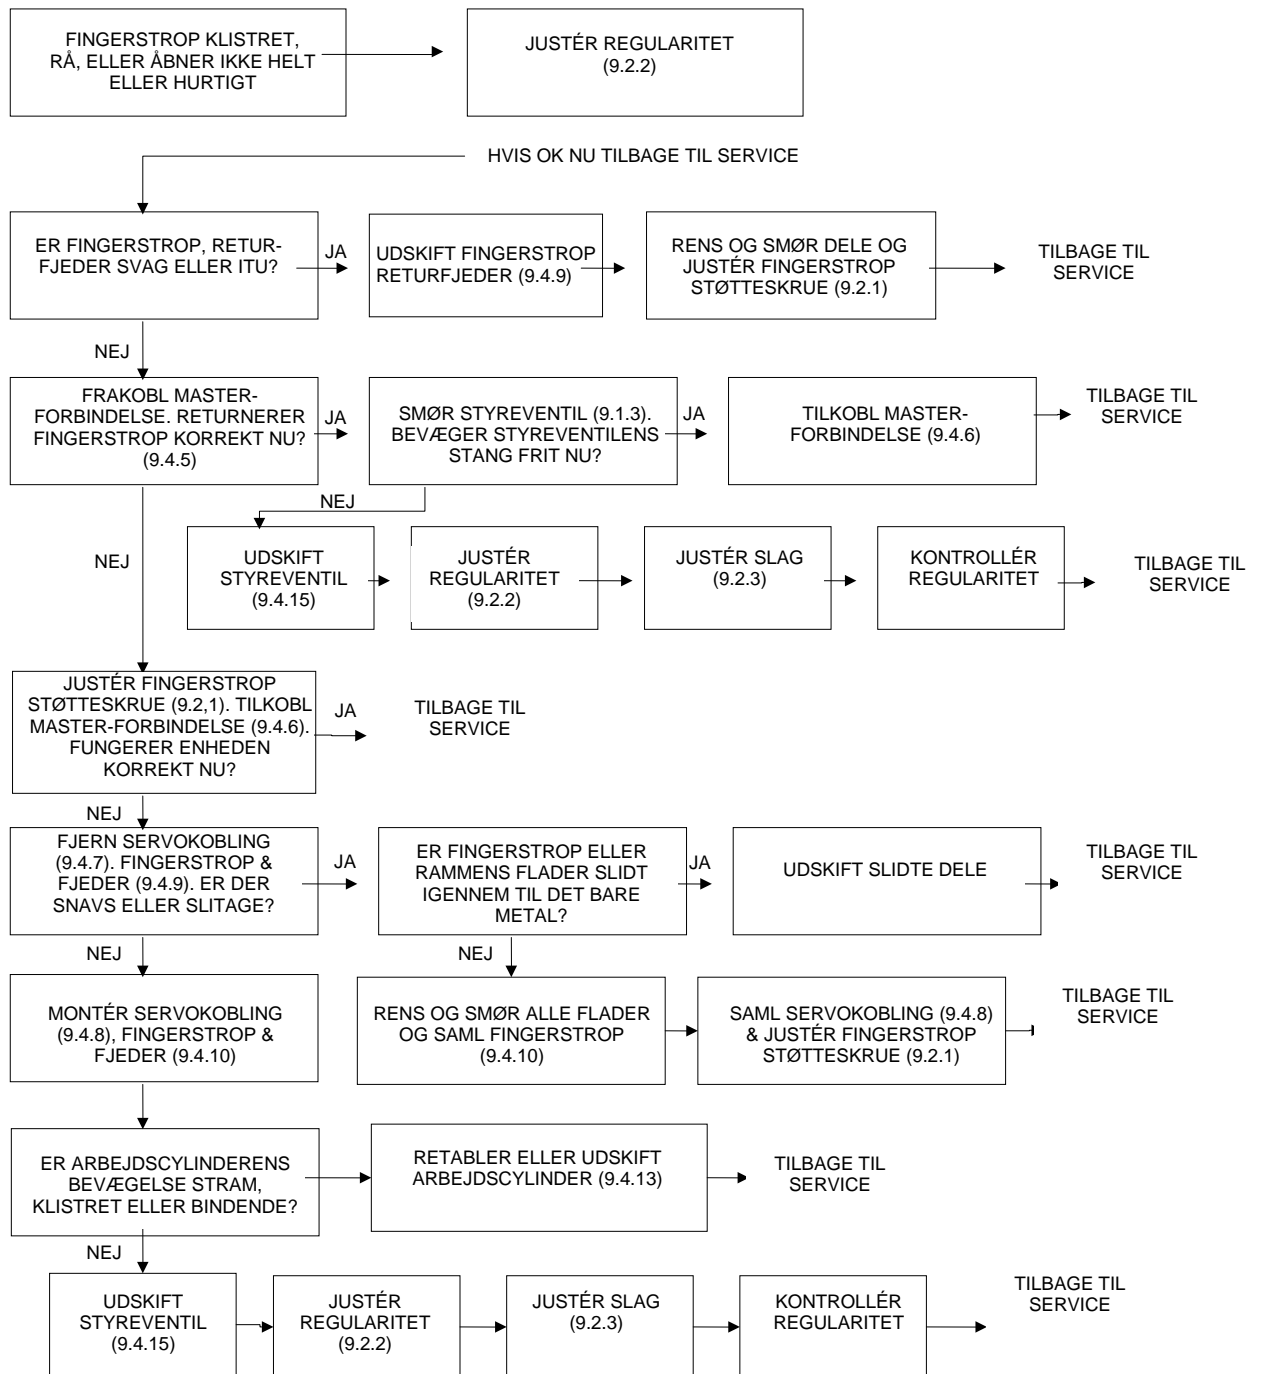 FINGERSTROP KLISTRET,
RÅ, ELLER ÅBNER IKKE HELT
ELLER HURTIGT
JUSTÉR REGULARITET
(9.2.2)
HVIS OK NU TILBAGE TIL SERVICE
ER FINGERSTROP, RETUR-
FJEDER SVAG ELLER ITU?
JA
UDSKIFT FINGERSTROP
RETURFJEDER (9.4.9)
RENS OG SMØR DELE OG
JUSTÉR FINGERSTROP
STØTTESKRUE (9.2.1)
TILBAGE TIL
SERVICE
NEJ
FRAKOBL MASTER-
FORBINDELSE. RETURNERER
FINGERSTROP KORREKT NU?
(9.4.5)
JA
SMØR STYREVENTIL (9.1.3).
BEVÆGER STYREVENTILENS
STANG FRIT NU?
JA
TILKOBL MASTER-
FORBINDELSE (9.4.6)
TILBAGE TIL
SERVICE
NEJ
NEJ
UDSKIFT
STYREVENTIL
(9.4.15)
JUSTÉR
REGULARITET
(9.2.2)
JUSTÉR SLAG
(9.2.3)
KONTROLLÉR
REGULARITET
TILBAGE TIL
SERVICE
JUSTÉR FINGERSTROP
STØTTESKRUE (9.2,1). TILKOBL
MASTER-FORBINDELSE (9.4.6).
FUNGERER ENHEDEN
KORREKT NU?
JA
TILBAGE TIL
SERVICE
NEJ
FJERN SERVOKOBLING
(9.4.7). FINGERSTROP &
FJEDER (9.4.9). ER DER
SNAVS ELLER SLITAGE?
JA
ER FINGERSTROP ELLER
RAMMENS FLADER SLIDT
IGENNEM TIL DET BARE
METAL?
JA
UDSKIFT SLIDTE DELE
TILBAGE TIL
SERVICE
NEJ
NEJ
MONTÉR SERVOKOBLING
(9.4.8), FINGERSTROP &
FJEDER (9.4.10)
RENS OG SMØR ALLE FLADER
OG SAML FINGERSTROP
(9.4.10)
SAML SERVOKOBLING (9.4.8)
& JUSTÉR FINGERSTROP
STØTTESKRUE (9.2.1)
TILBAGE TIL
SERVICE
ER ARBEJDSCYLINDERENS
BEVÆGELSE STRAM,
KLISTRET ELLER BINDENDE?
RETABLER ELLER UDSKIFT
ARBEJDSCYLINDER (9.4.13)
TILBAGE TIL
SERVICE
NEJ
UDSKIFT
STYREVENTIL
(9.4.15)
JUSTÉR
REGULARITET
(9.2.2)
JUSTÉR SLAG
(9.2.3)
KONTROLLÉR
REGULARITET
TILBAGE TIL
SERVICE